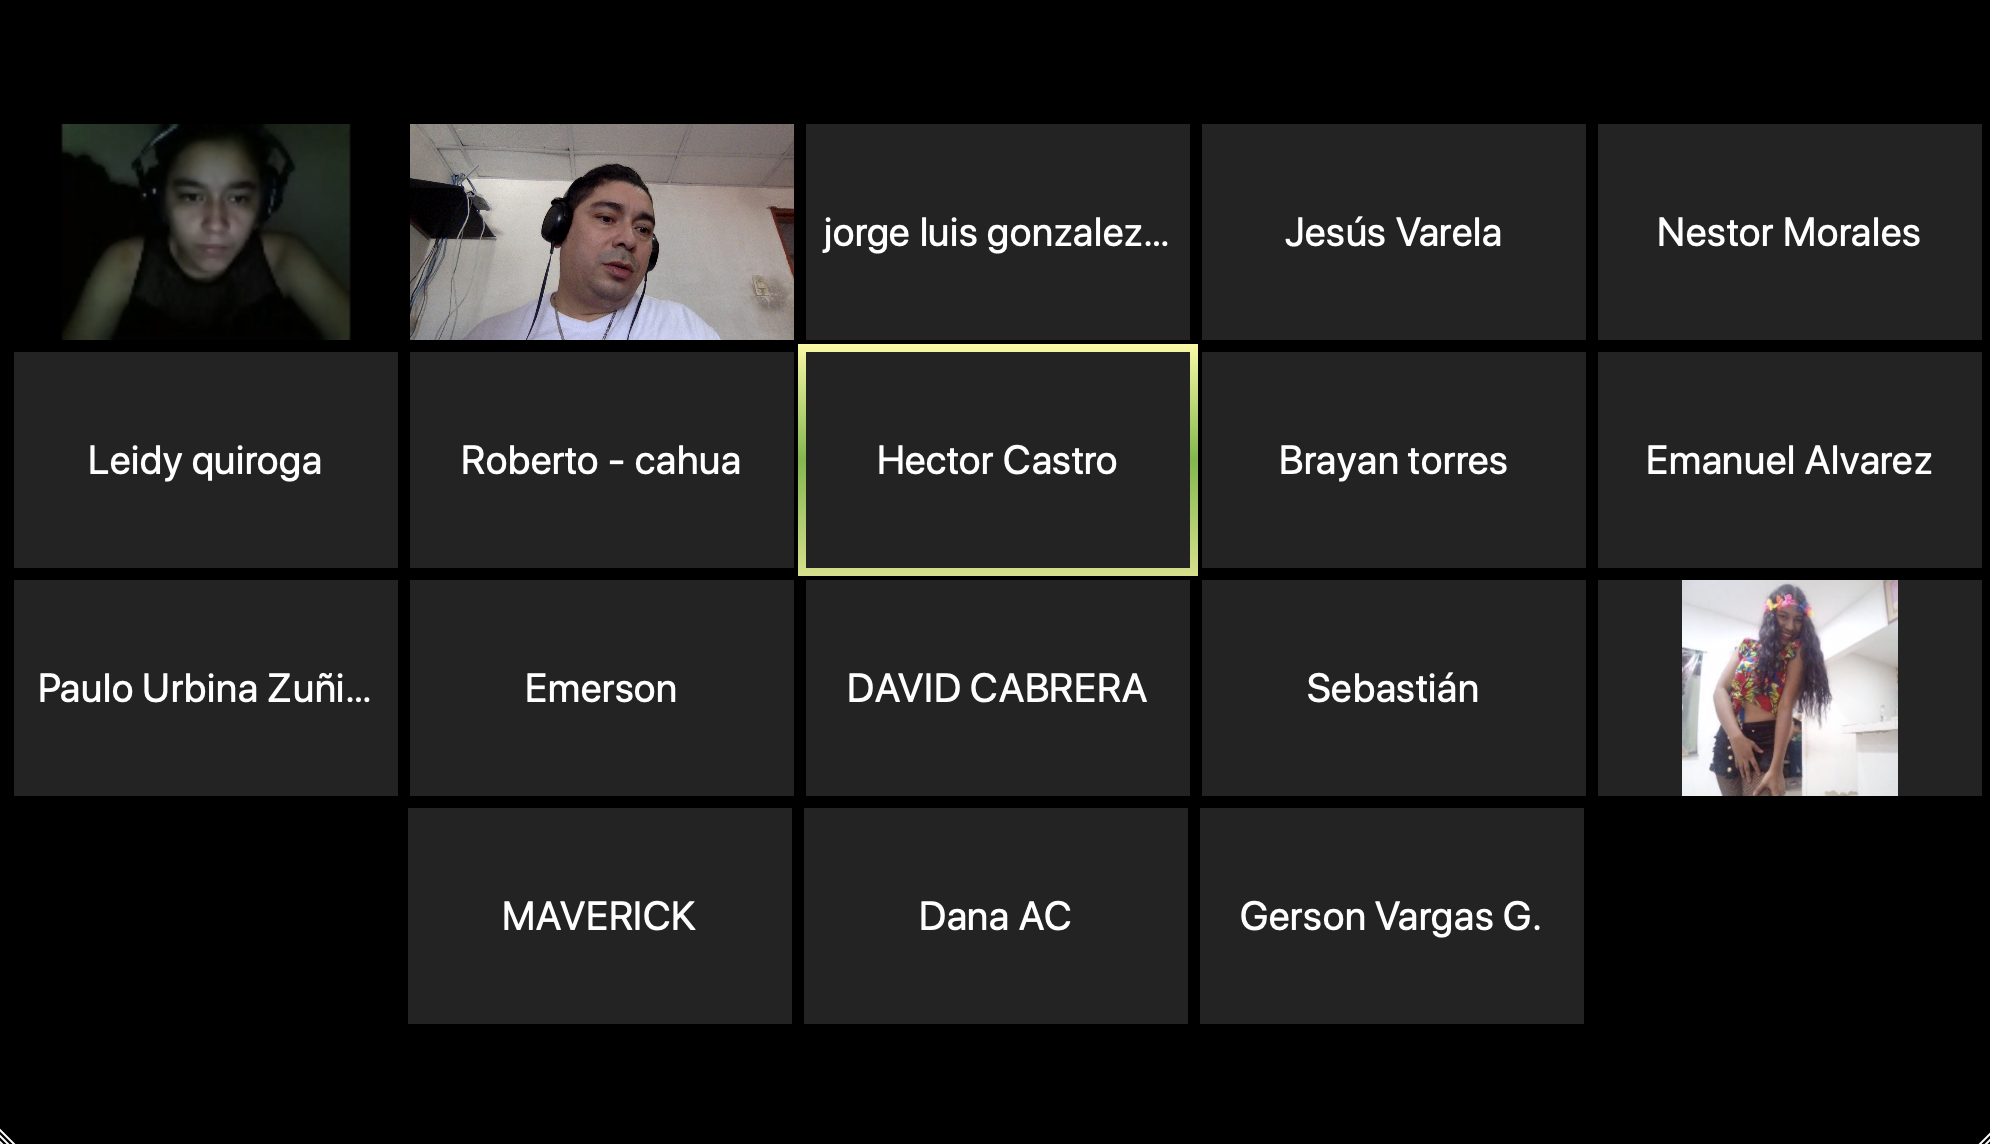 jorge luis gonzalez...
Jesús Varela
Nestor Morales
Leidy quiroga
Roberto - cahua
Hector Castro
Brayan torres
Emanuel Alvarez
Paulo Urbina Zuñi...
Emerson
DAVID CABRERA
Sebastián
MAVERICK
Dana AC
Gerson Vargas G.